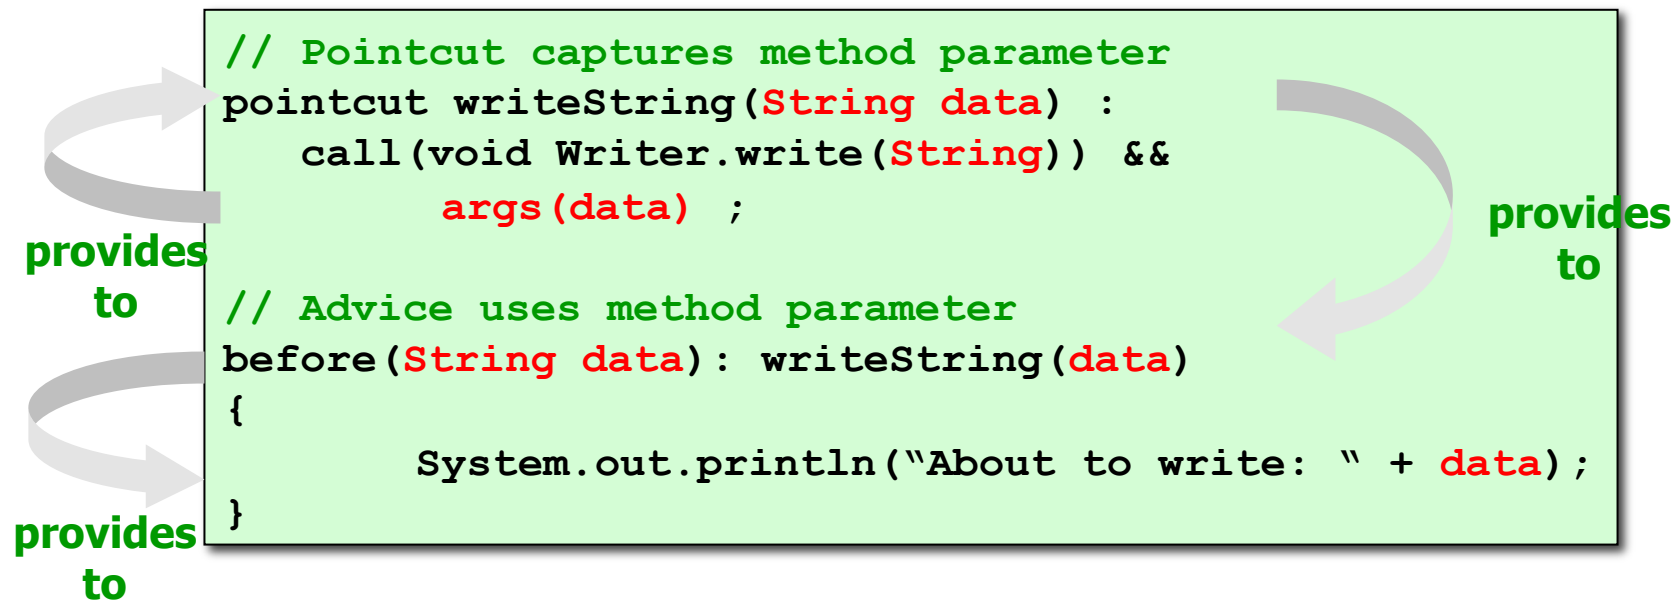 // Pointcut captures method parameter
pointcut writeString(String data) :
call(void Writer.write(String)) &&
args(data) ;
provides
to
provides
to
// Advice uses method parameter
before(String data): writeString(data)
{
System.out.println(“About to write: “ + data);
}
provides
to